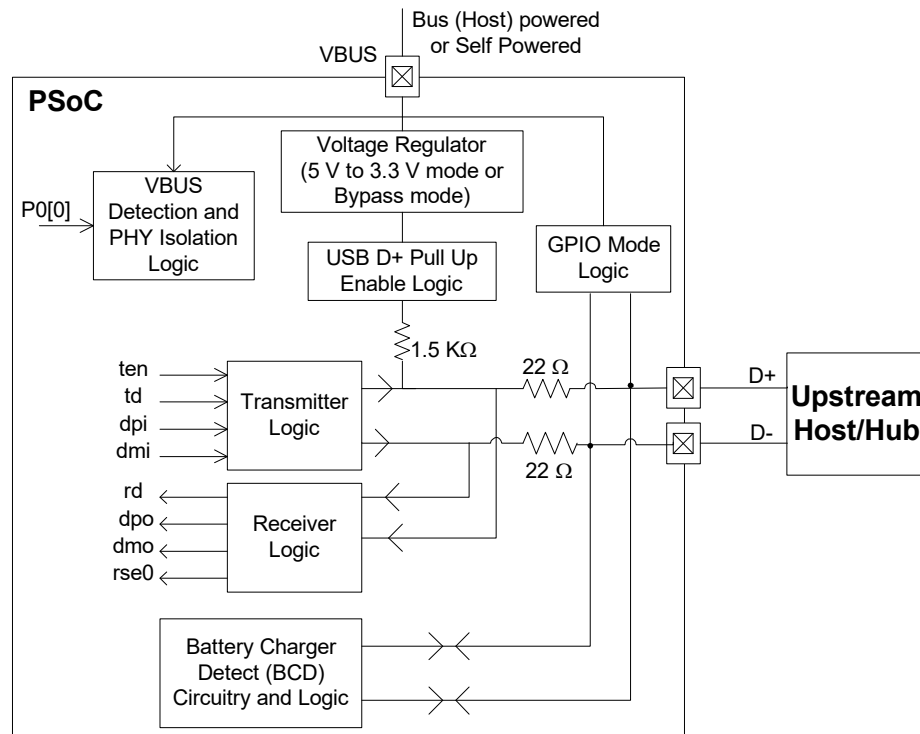 Bus (Host) powered
or Self Powered
VBUS
PSoC
Voltage Regulator
(5 V to 3.3 V mode or
Bypass mode)
VBUS
Detection and
PHY Isolation
Logic
P0[0]
USB D+ Pull Up
Enable Logic
GPIO Mode
Logic
1.5 KΩ
22 Ω
ten
td
dpi
dmi
Transmitter
Logic
D+
D-
Upstream
Host/Hub
22 Ω
rd
dpo
dmo
rse0
Receiver
Logic
Battery Charger
Detect (BCD)
Circuitry and Logic